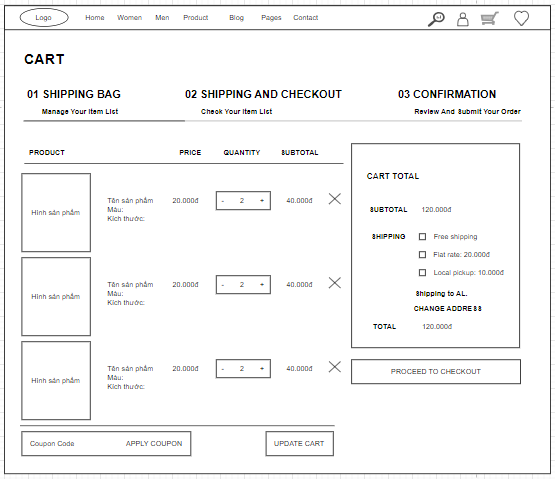 Logo Home Women Men Product Blog Pages Contact
CART
01 SHIPPING BAG 02 SHIPPING AND CHECKOUT 03 CONFIRMATION
Manage Your Item List Check Your Item List Review And Submit Your Order
PRODUCT PRICE QUANTITY SUBTOTAL
Hình sản phẩm
Tên sản phẩm
Màu:
Kích thước:
20.000đ - 2 + 40.000đ
Hình sản phẩm
Tên sản phẩm
Màu:
Kích thước:
20.000đ - 2 + 40.000đ
Hình sản phẩm
Tên sản phẩm
Màu:
Kích thước:
20.000đ - 2 + 40.000đ
Coupon Code APPLY COUPON UPDATE CART
CART TOTAL
SUBTOTAL 120.000đ
SHIPPING Free shipping
Flat rate: 20.000đ
Local pickup: 10.000đ
Shipping to AL.
CHANGE ADDRESS
TOTAL 120.000đ
PROCEED TO CHECKOUT